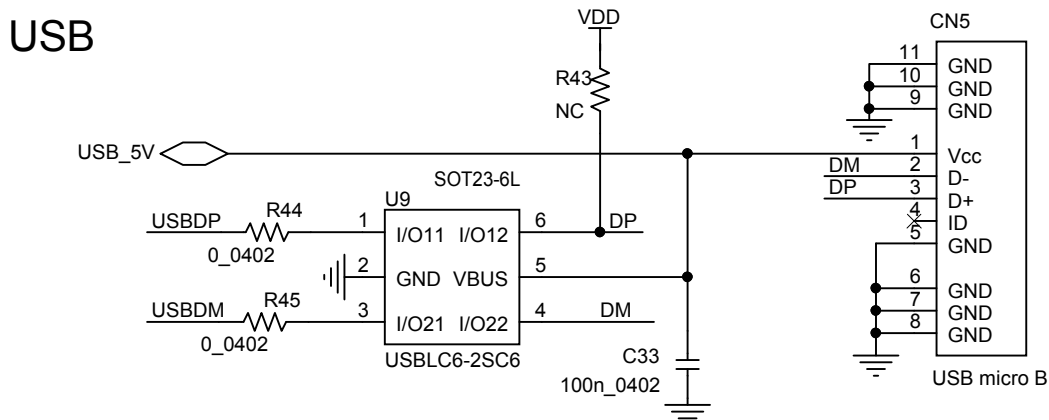 USB
VDD
CN5
R43
NC
11 GND
10 GND
9 GND
USB_5V
1 Vcc
DM 2 D-
DP 3 D+
4 ID
5 GND
6 GND
7 GND
8 GND
USB micro B
SOT23-6L
U9
USBDP R44 1 I/O11 I/O12 6 DP
0_0402
2 GND VBUS 5
USBDM R45 3 I/O21 I/O22 4 DM
0_0402
USBLC6-2SC6
C33
100n_0402